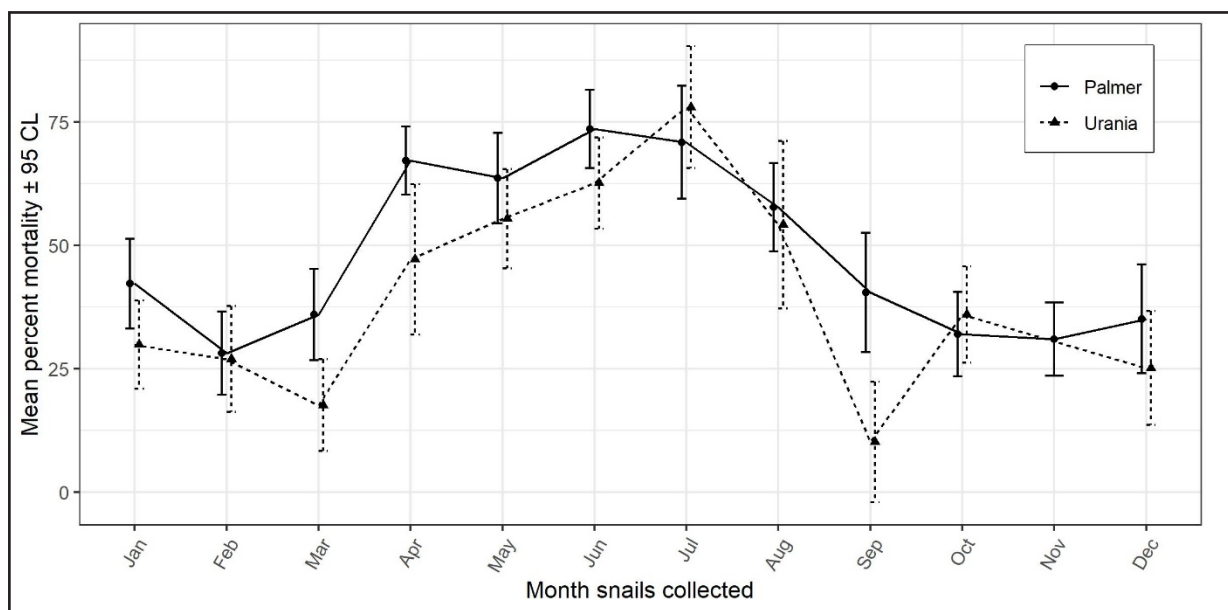 Mean percent mortality ± 95 CL
75
50
25
0
Palmer
Urania
Jan Feb Mar Apr May Jun Jul Aug Sep Oct Nov Dec
Month snails collected